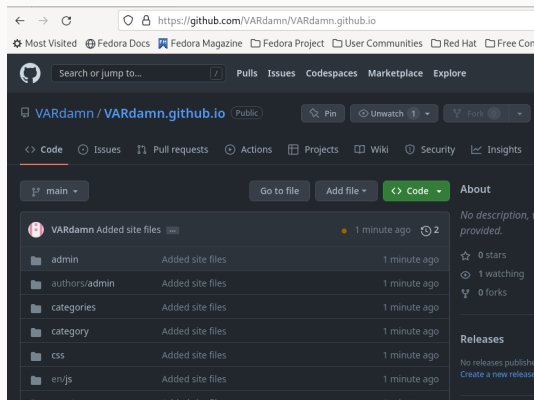 https://github.com/VARdamn/VARdamn.github.io
Most Visited Fedora Docs Fedora Magazine Fedora Project User Communities Red Hat Free Con
Search or jump to... / Pulls Issues Codespaces Marketplace Explore
VARdamn / VARdamn.github.io Public Pin Unwatch 1 Fork 0
Code Issues Pull requests Actions Projects Wiki Security Insights
main Go to file Add file Code About
No description,
provided.
VARdamn Added site files ... 1 minute ago 2
0 stars
1 watching
0 forks
admin Added site files 1 minute ago
authors/admin Added site files 1 minute ago
categories Added site files 1 minute ago
category Added site files 1 minute ago
css Added site files 1 minute ago
en/js Added site files 1 minute ago
Releases
No releases publishe
Create a new release